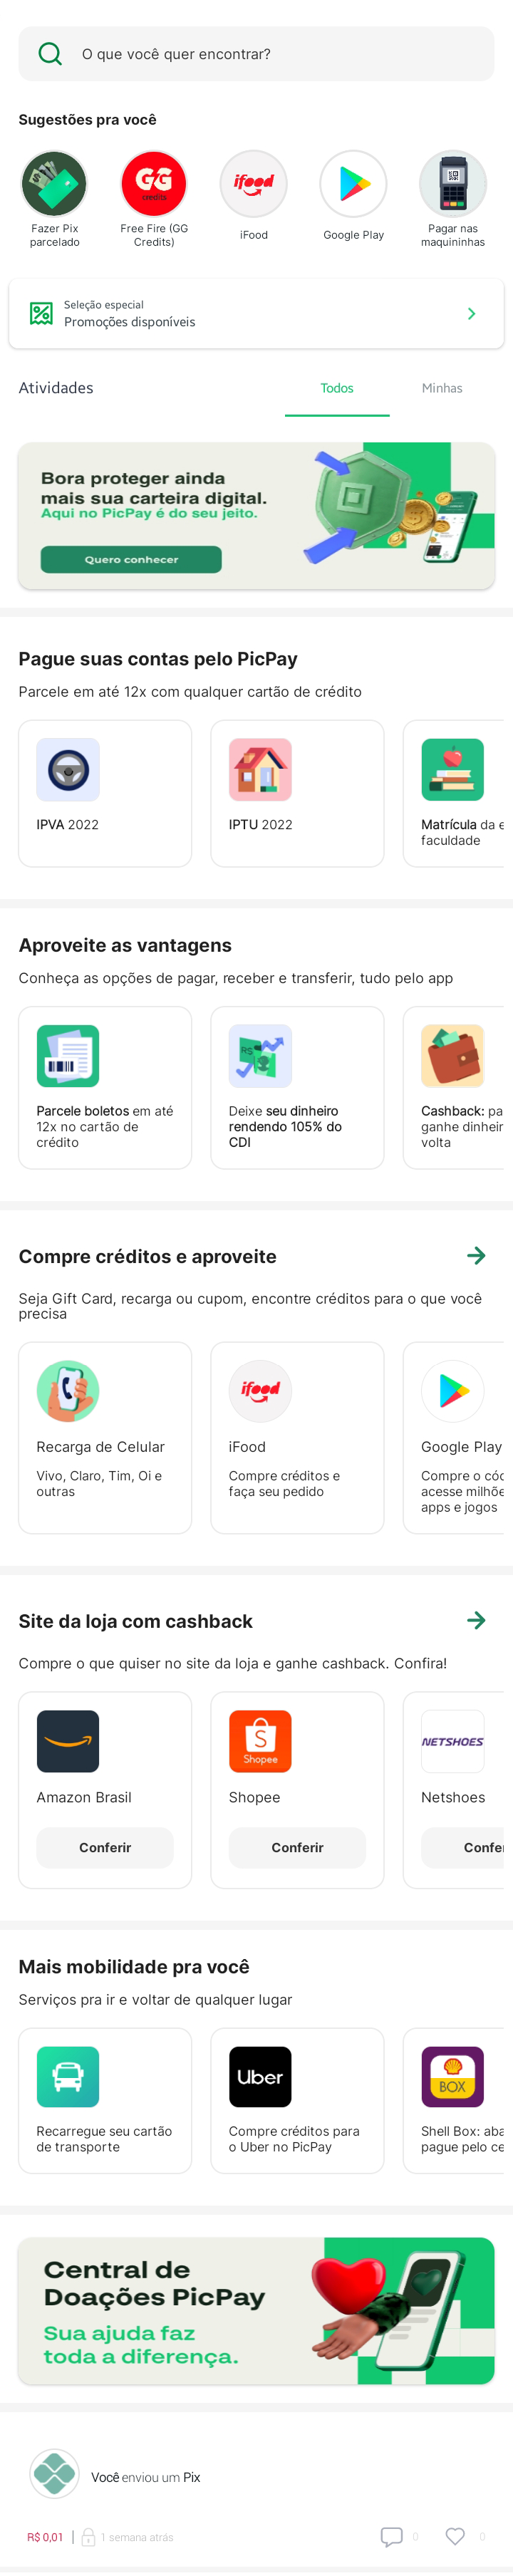 O que você quer encontrar?
Sugestões pra você
GG
credits
ifood
Fazer Pix
parcelado
Free Fire (GG
Credits)
iFood
Google Play
Pagar nas
maquininhas
Seleção especial
Promoções disponíveis
Atividades
Todos
Minhas
Bora proteger ainda
mais sua carteira digital.
Aqui no PicPay é do seu jeito.
Quero conhecer
Pague suas contas pelo PicPay
Parcele em até 12x com qualquer cartão de crédito
IPVA 2022
IPTU 2022
Matrícula da e
faculdade
Aproveite as vantagens
Conheça as opções de pagar, receber e transferir, tudo pelo app
R$
Parcele boletos em até
12x no cartão de
crédito
Deixe seu dinheiro
rendendo 105% do
CDI
Cashback: pa
ganhe dinheir
volta
Compre créditos e aproveite
Seja Gift Card, recarga ou cupom, encontre créditos para o que você
precisa
ifood
Recarga de Celular
Vivo, Claro, Tim, Oi e
outras
iFood
Compre créditos e
faça seu pedido
Google Play
Compre o cóc
acesse milhõe
apps e jogos
Site da loja com cashback
Compre o que quiser no site da loja e ganhe cashback. Confira!
S
Shopee
NETSHOES
Amazon Brasil
Shopee
Netshoes
Conferir
Conferir
Confer
Mais mobilidade pra você
Serviços pra ir e voltar de qualquer lugar
Uber
BOX
Recarregue seu cartão
de transporte
Compre créditos para
o Uber no PicPay
Shell Box: aba
pague pelo ce
Central de
Doações PicPay
Sua ajuda faz
toda a diferença.
Você enviou um Pix
R$ 0,01 | 1 semana atrás
0
0